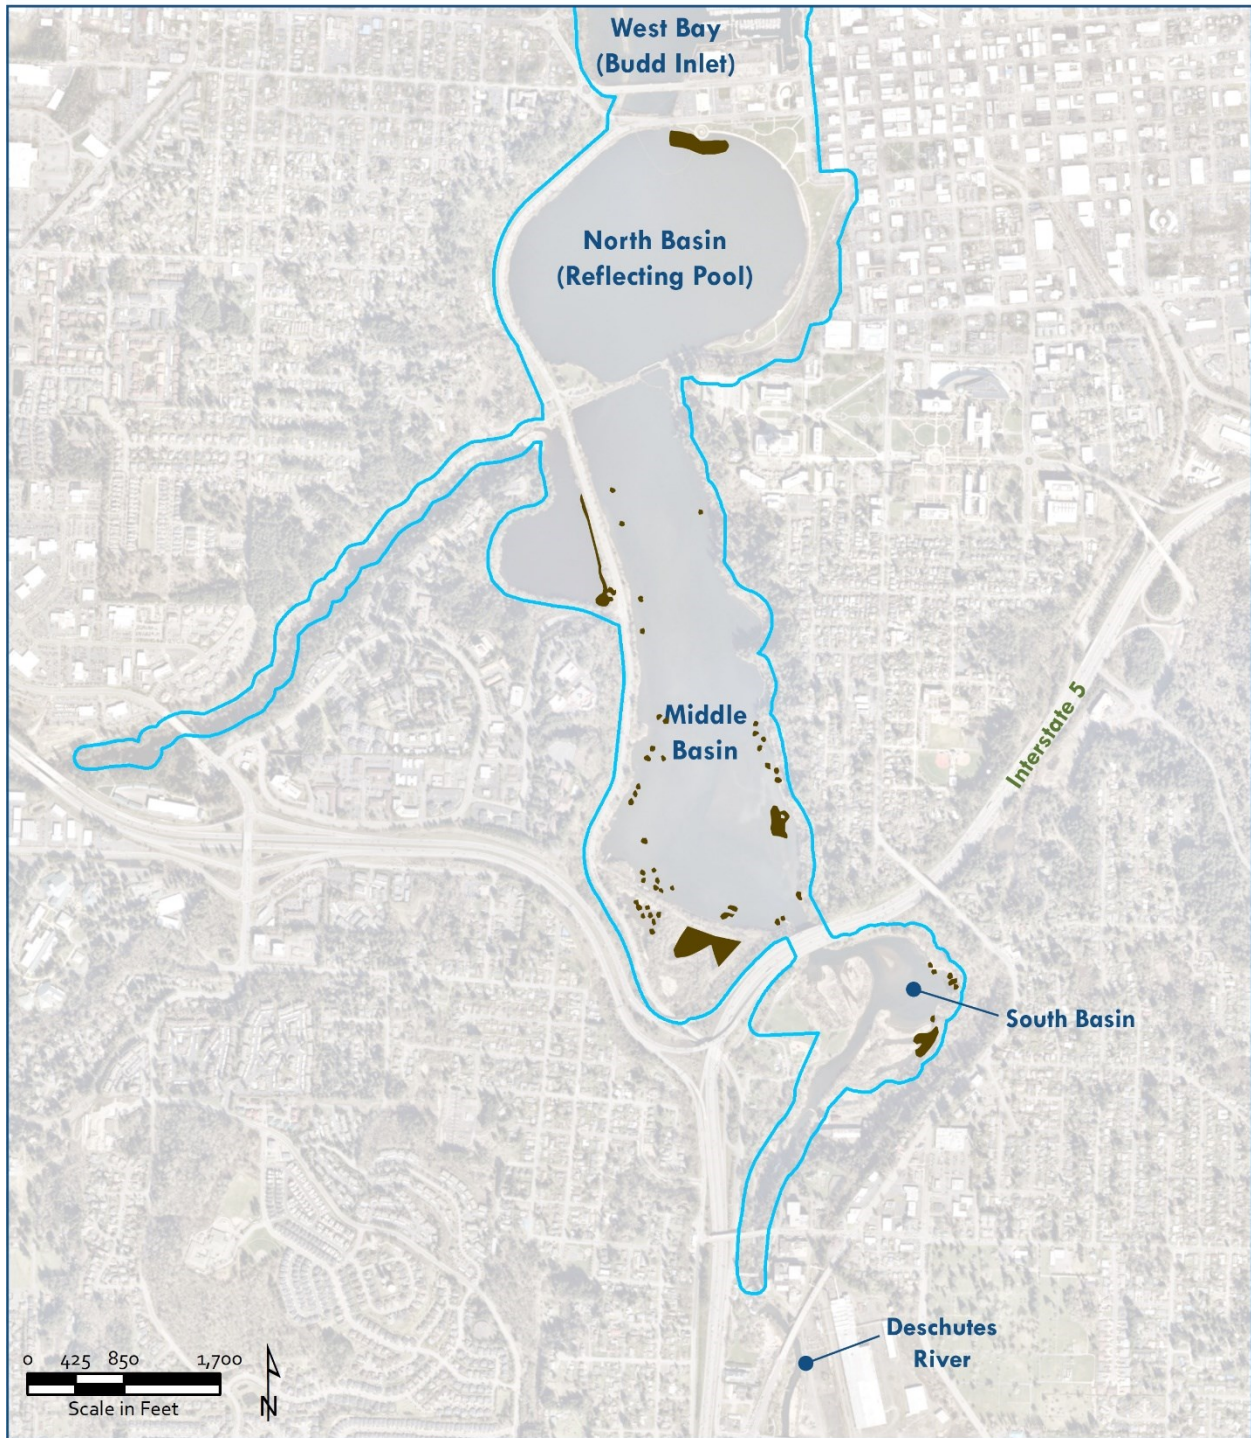 West Bay
(Budd Inlet)
North Basin
(Reflecting Pool)
Middle
Basin
Interstate 5
South Basin
Deschutes
River
0 425 850 1,700
Scale in Feet
N